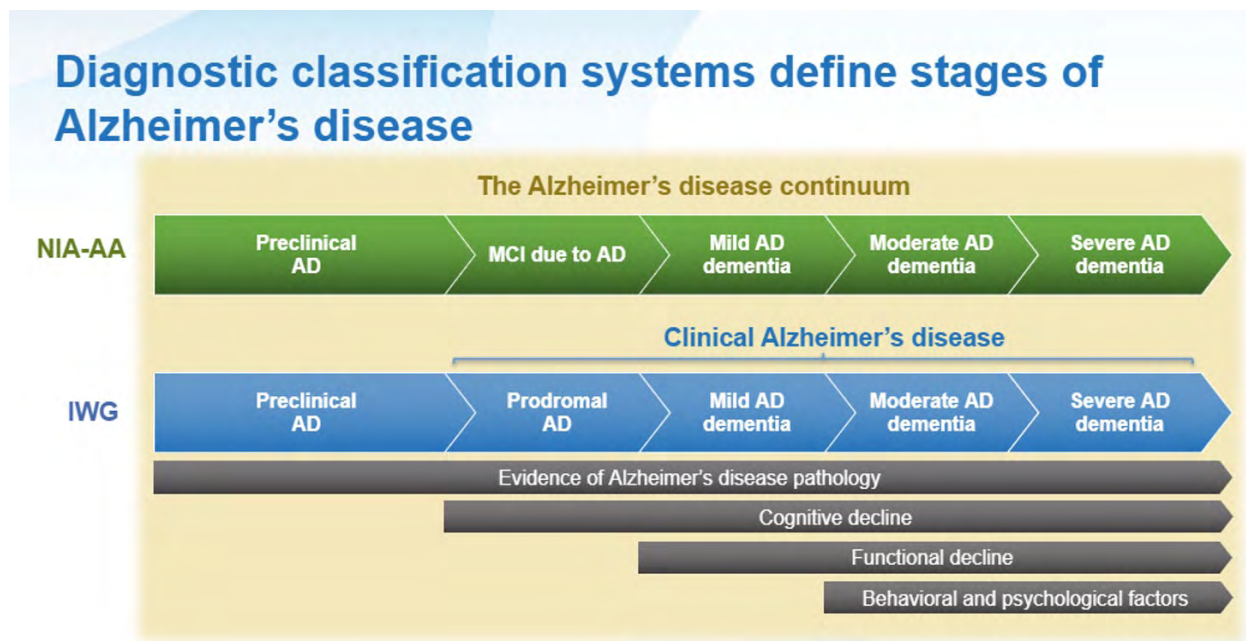 Diagnostic classification systems define stages of
Alzheimer's disease
The Alzheimer's disease continuum
NIA-AA
Preclinical
AD
MCI due to AD
Mild AD
dementia
Moderate AD
dementia
Severe AD
dementia
Clinical Alzheimer's disease
IWG
Preclinical
AD
Prodromal
AD
Mild AD
dementia
Moderate AD
dementia
Severe AD
dementia
Evidence of Alzheimer's disease pathology
Cognitive decline
Functional decline
Behavioral and psychological factors